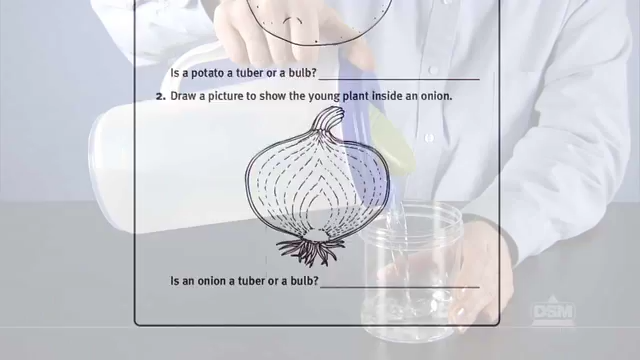 Is a potato a tuber or a bulb?
2. Draw a picture to show the young plant inside an onion.
Is an onion a tuber or a bulb?
DSM